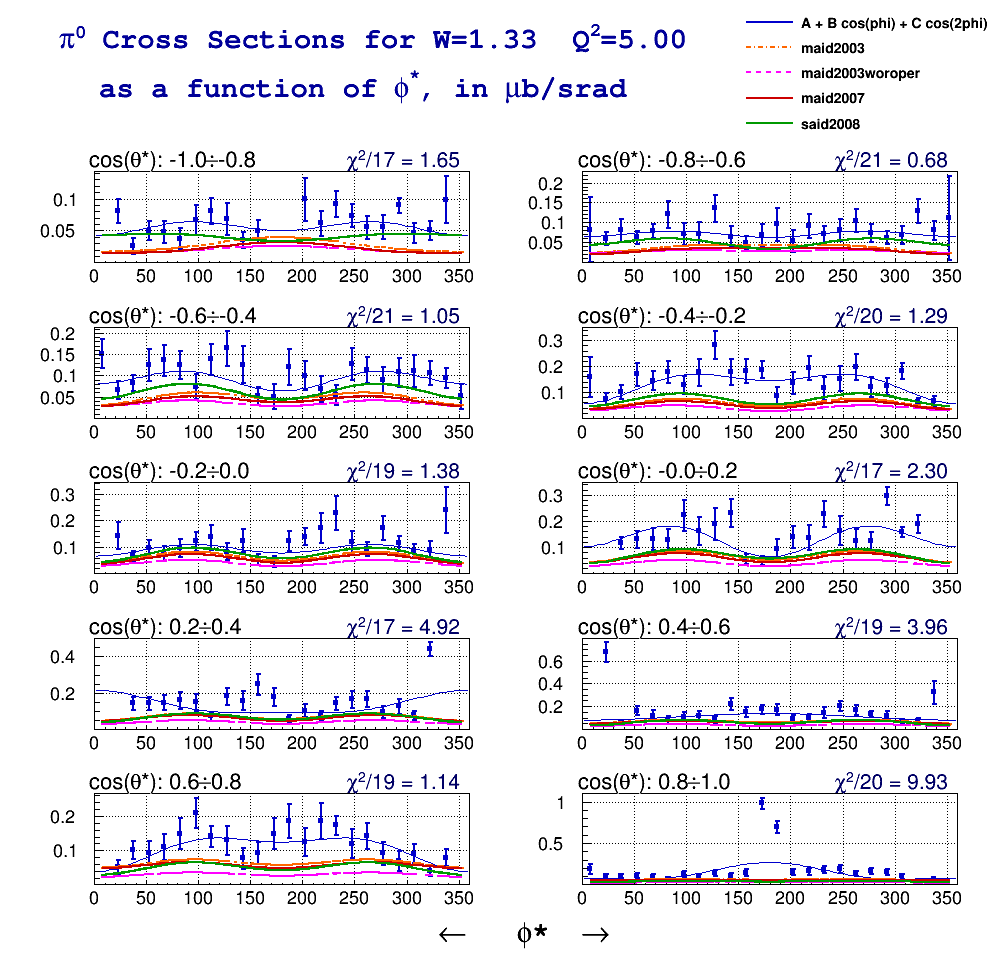 π⁰ Cross Sections for W=1.33 Q²=5.00
as a function of ϕ*, in μb/srad
A + B cos(phi) + C cos(2phi)
maid2003
maid2003woroper
maid2007
said2008
cos(θ*): -1.0÷-0.8 χ²/17 = 1.65
0.1
0.05
0 50 100 150 200 250 300 350
cos(θ*): -0.8÷-0.6 χ²/21 = 0.68
0.2
0.15
0.1
0.05
0 50 100 150 200 250 300 350
cos(θ*): -0.6÷-0.4 χ²/21 = 1.05
0.2
0.15
0.1
0.05
0 50 100 150 200 250 300 350
cos(θ*): -0.4÷-0.2 χ²/20 = 1.29
0.3
0.2
0.1
0 50 100 150 200 250 300 350
cos(θ*): -0.2÷0.0 χ²/19 = 1.38
0.3
0.2
0.1
0 50 100 150 200 250 300 350
cos(θ*): -0.0÷0.2 χ²/17 = 2.30
0.3
0.2
0.1
0 50 100 150 200 250 300 350
cos(θ*): 0.2÷0.4 χ²/17 = 4.92
0.4
0.2
0 50 100 150 200 250 300 350
cos(θ*): 0.4÷0.6 χ²/19 = 3.96
0.6
0.4
0.2
0 50 100 150 200 250 300 350
cos(θ*): 0.6÷0.8 χ²/19 = 1.14
0.2
0.1
0 50 100 150 200 250 300 350
cos(θ*): 0.8÷1.0 χ²/20 = 9.93
1
0.5
0 50 100 150 200 250 300 350
← ϕ* →